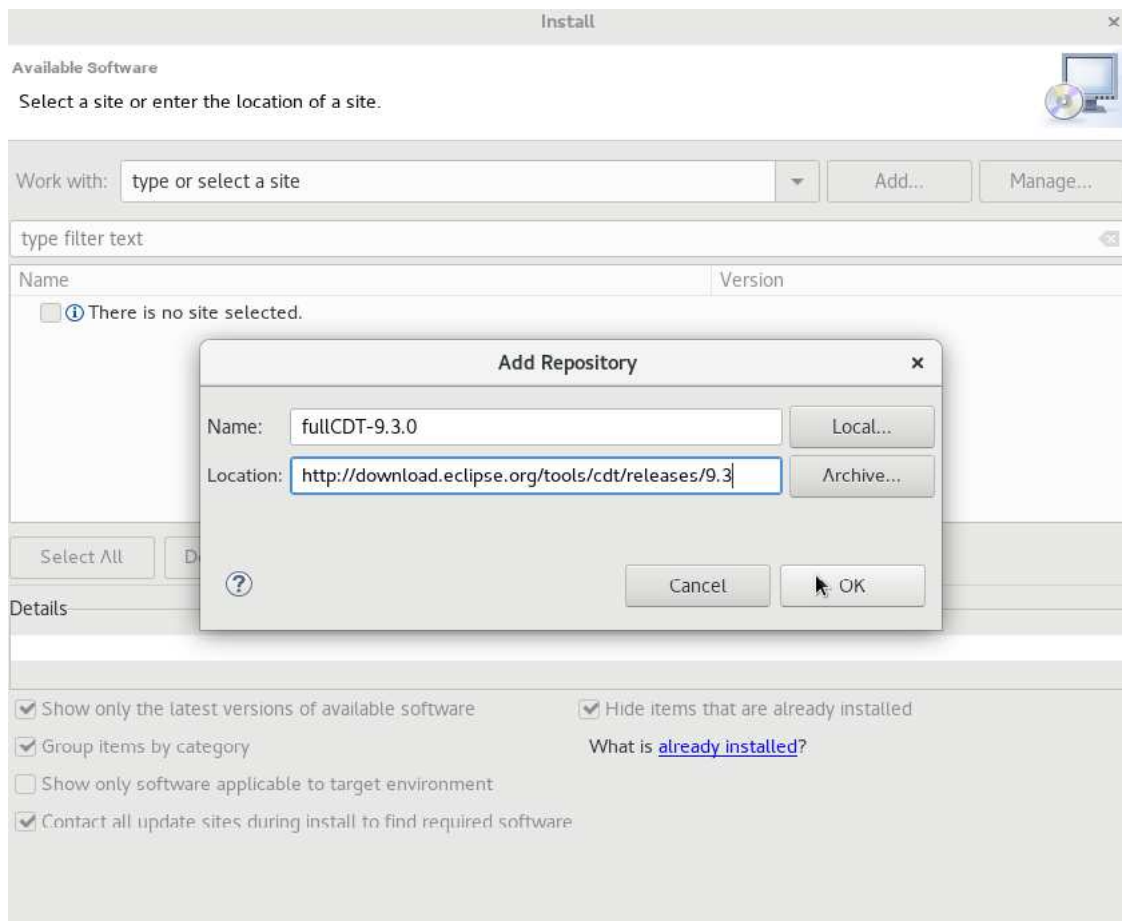 Install
Available Software
Select a site or enter the location of a site.
Work with: type or select a site Add... Manage...
type filter text
Name Version
There is no site selected.
Add Repository
Name: fullCDT-9.3.0 Local...
Location: http://download.eclipse.org/tools/cdt/releases/9.3 Archive...
Select All
Cancel OK
Details
Show only the latest versions of available software Hide items that are already installed
Group items by category What is already installed?
Show only software applicable to target environment
Contact all update sites during install to find required software